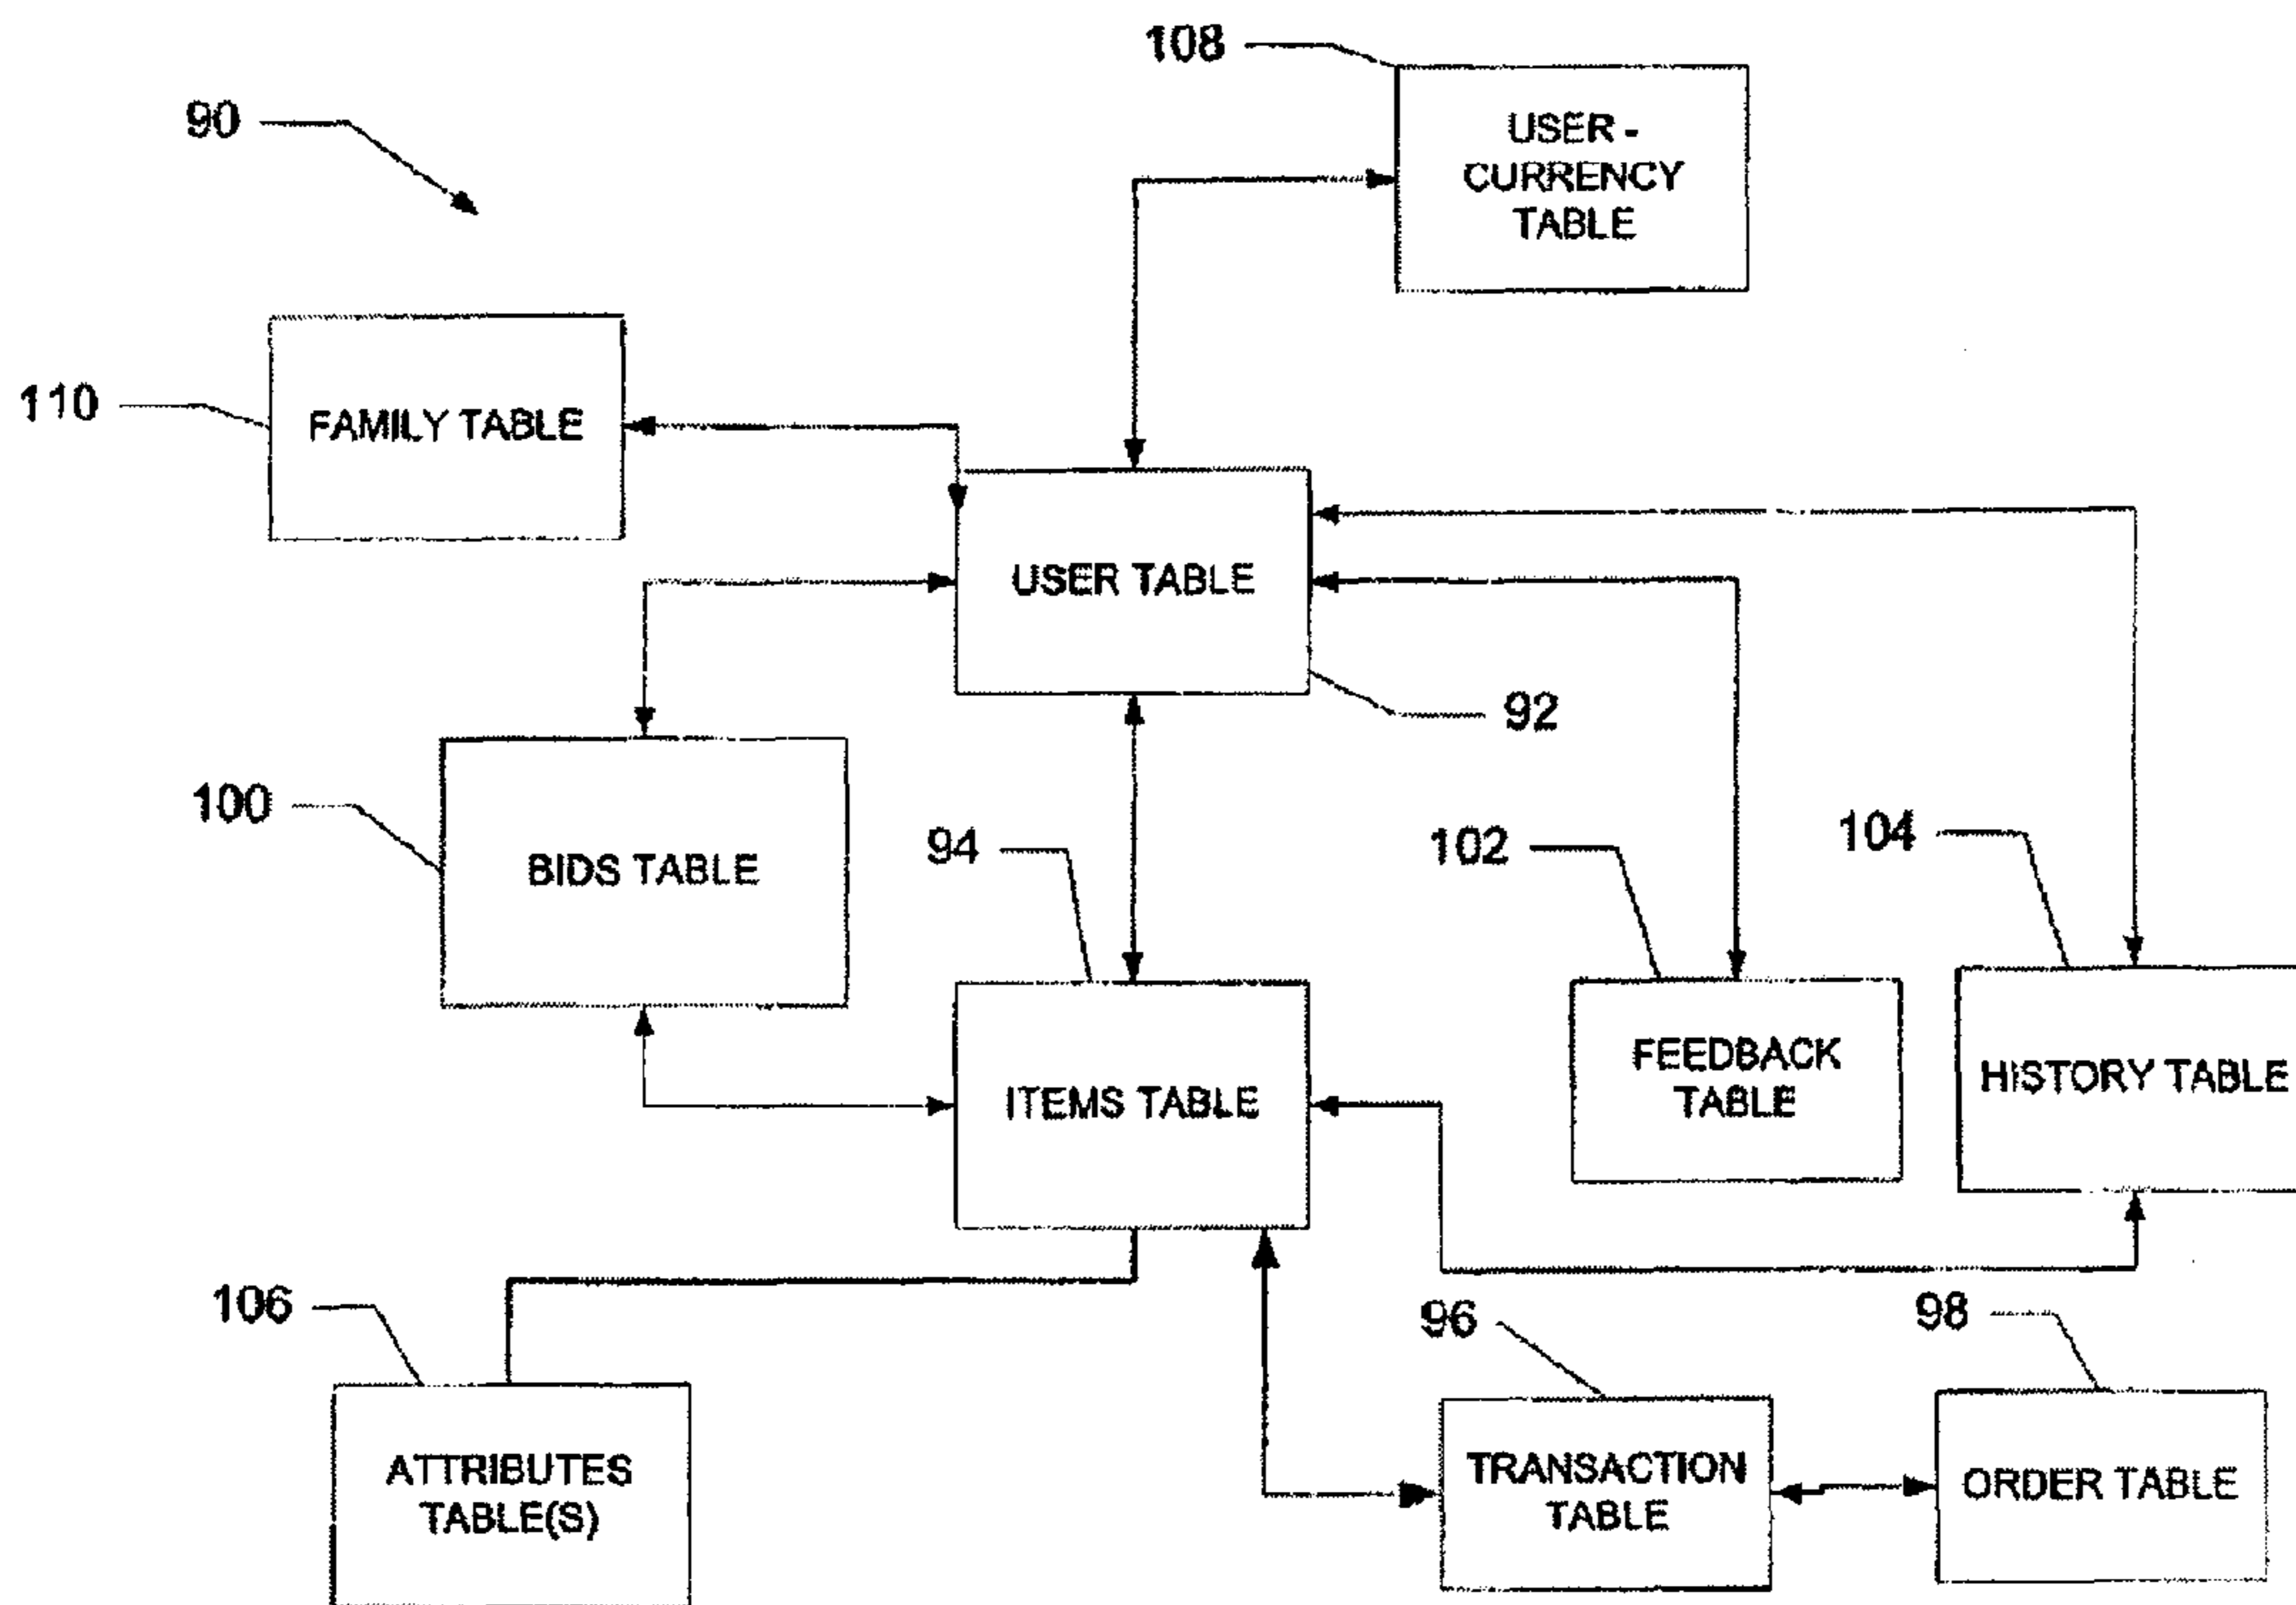 108
90
USER -
CURRENCY
TABLE
110
FAMILY TABLE
USER TABLE
92
100
BIDS TABLE
94
102
104
ITEMS TABLE
FEEDBACK
TABLE
HISTORY TABLE
106
96
98
ATTRIBUTES
TABLE(S)
TRANSACTION
TABLE
ORDER TABLE